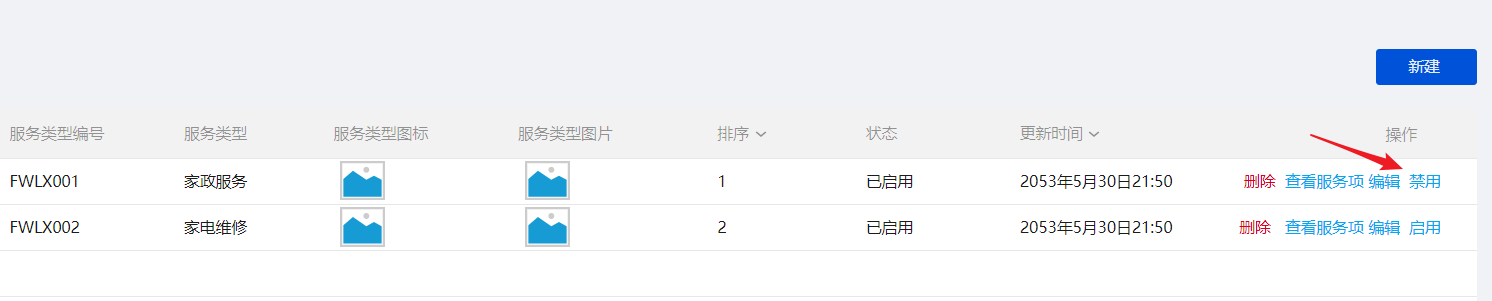 新建
服务类型编号 服务类型 服务类型图标 服务类型图片 排序 状态 更新时间 操作
FWLX001 家政服务 1 已启用 2053年5月30日21:50 删除 查看服务项 编辑 禁用
FWLX002 家电维修 2 已启用 2053年5月30日21:50 删除 查看服务项 编辑 启用